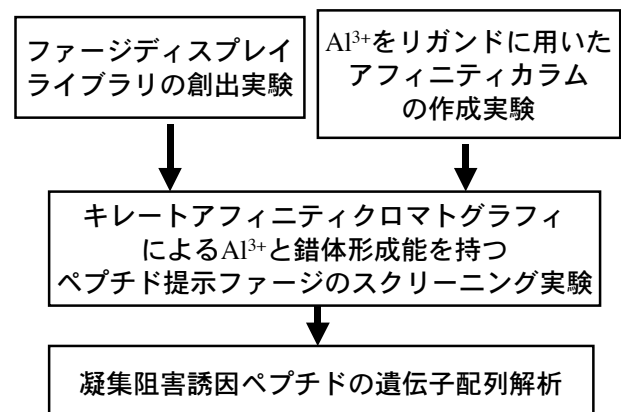 ファージディスプレイ
ライブラリの創出実験
Al³⁺をリガンドに用いた
アフィニティカラム
の作成実験
キレートアフィニティクロマトグラフィ
によるAl³⁺と錯体形成能を持つ
ペプチド提示ファージのスクリーニング実験
凝集阻害誘因ペプチドの遺伝子配列解析